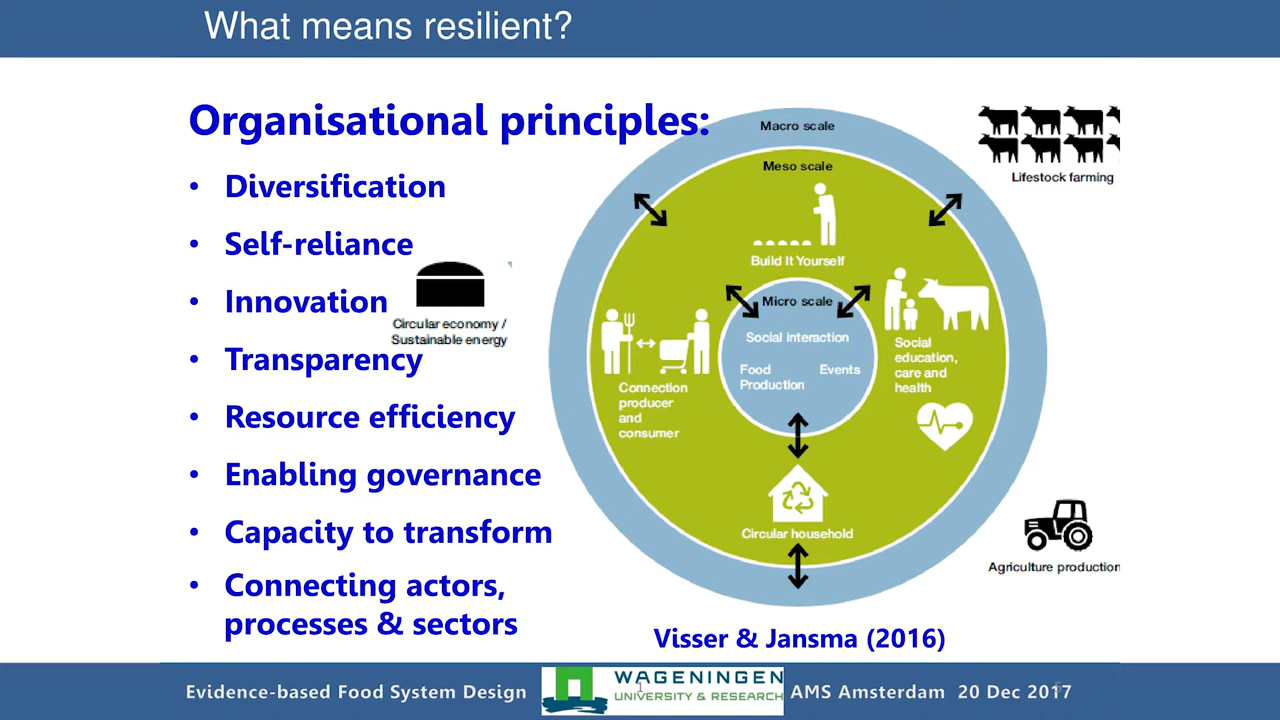 What means resilient?
Organisational principles:
• Diversification
• Self-reliance
• Innovation
• Transparency
• Resource efficiency
• Enabling governance
• Capacity to transform
• Connecting actors,
processes & sectors
Circular economy /
Sustainable energy
Macro scale
Meso scale
Build It Yourself
Micro scale
Social interaction
Food
Production
Events
Connection
producer
and
consumer
Social
education,
care and
health
Circular household
Lifestock farming
Agriculture production
Visser & Jansma (2016)
Evidence-based Food System Design
WAGENINGEN
UNIVERSITY & RESEARCH
1
AMS Amsterdam 20 Dec 2017